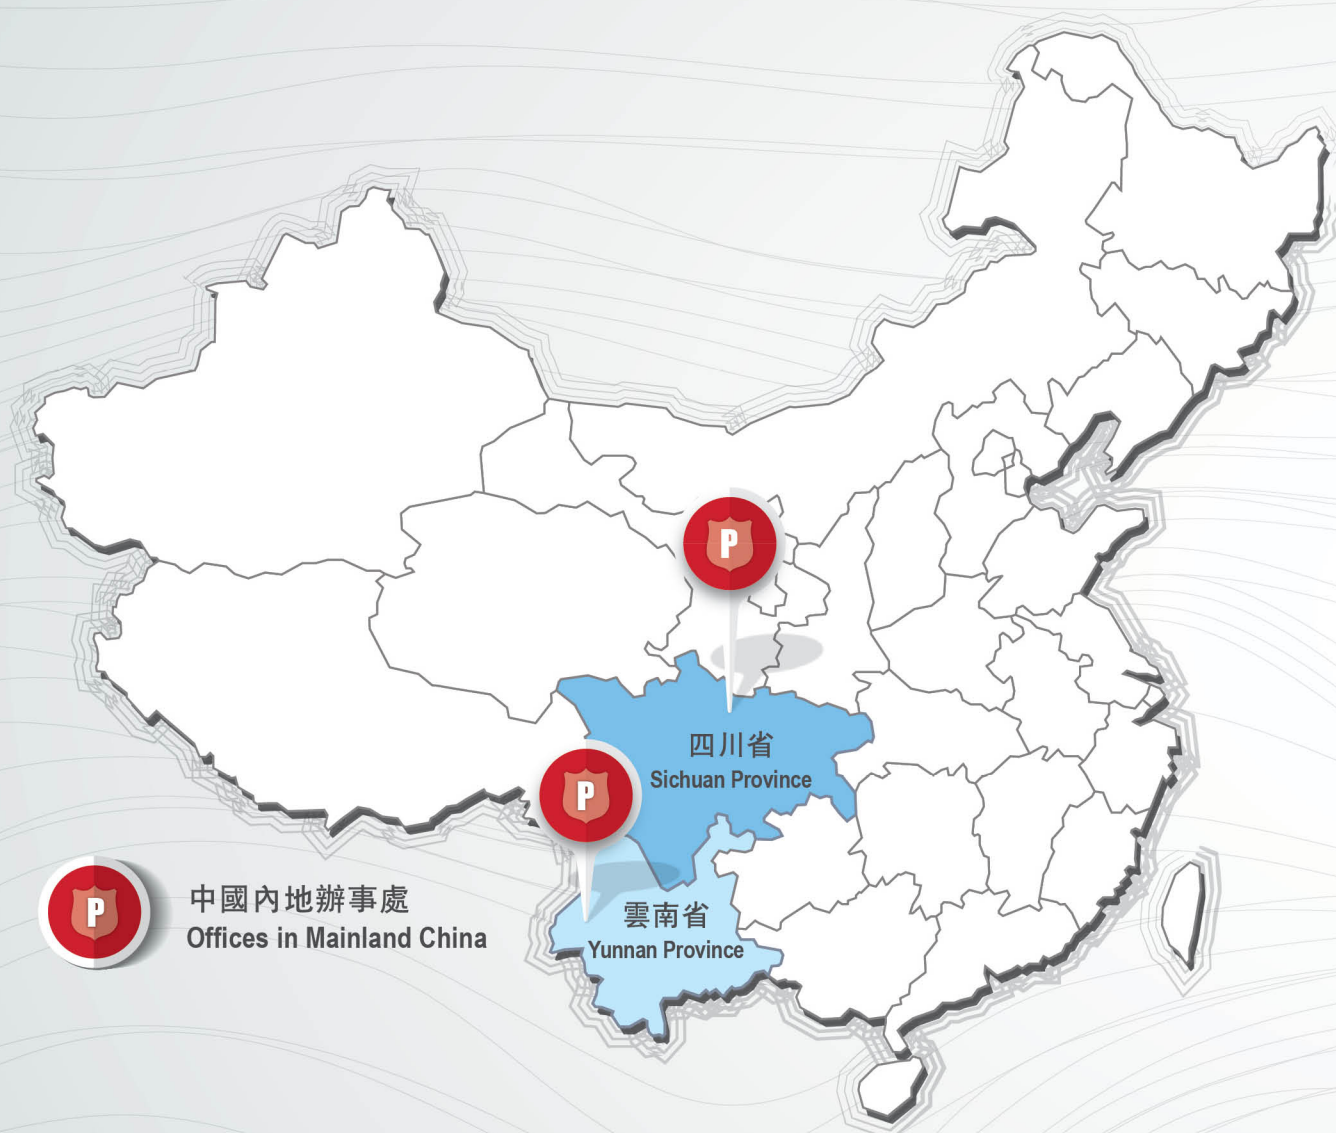 P
四川省
Sichuan Province
P
雲南省
Yunnan Province
P
中國內地辦事處
Offices in Mainland China